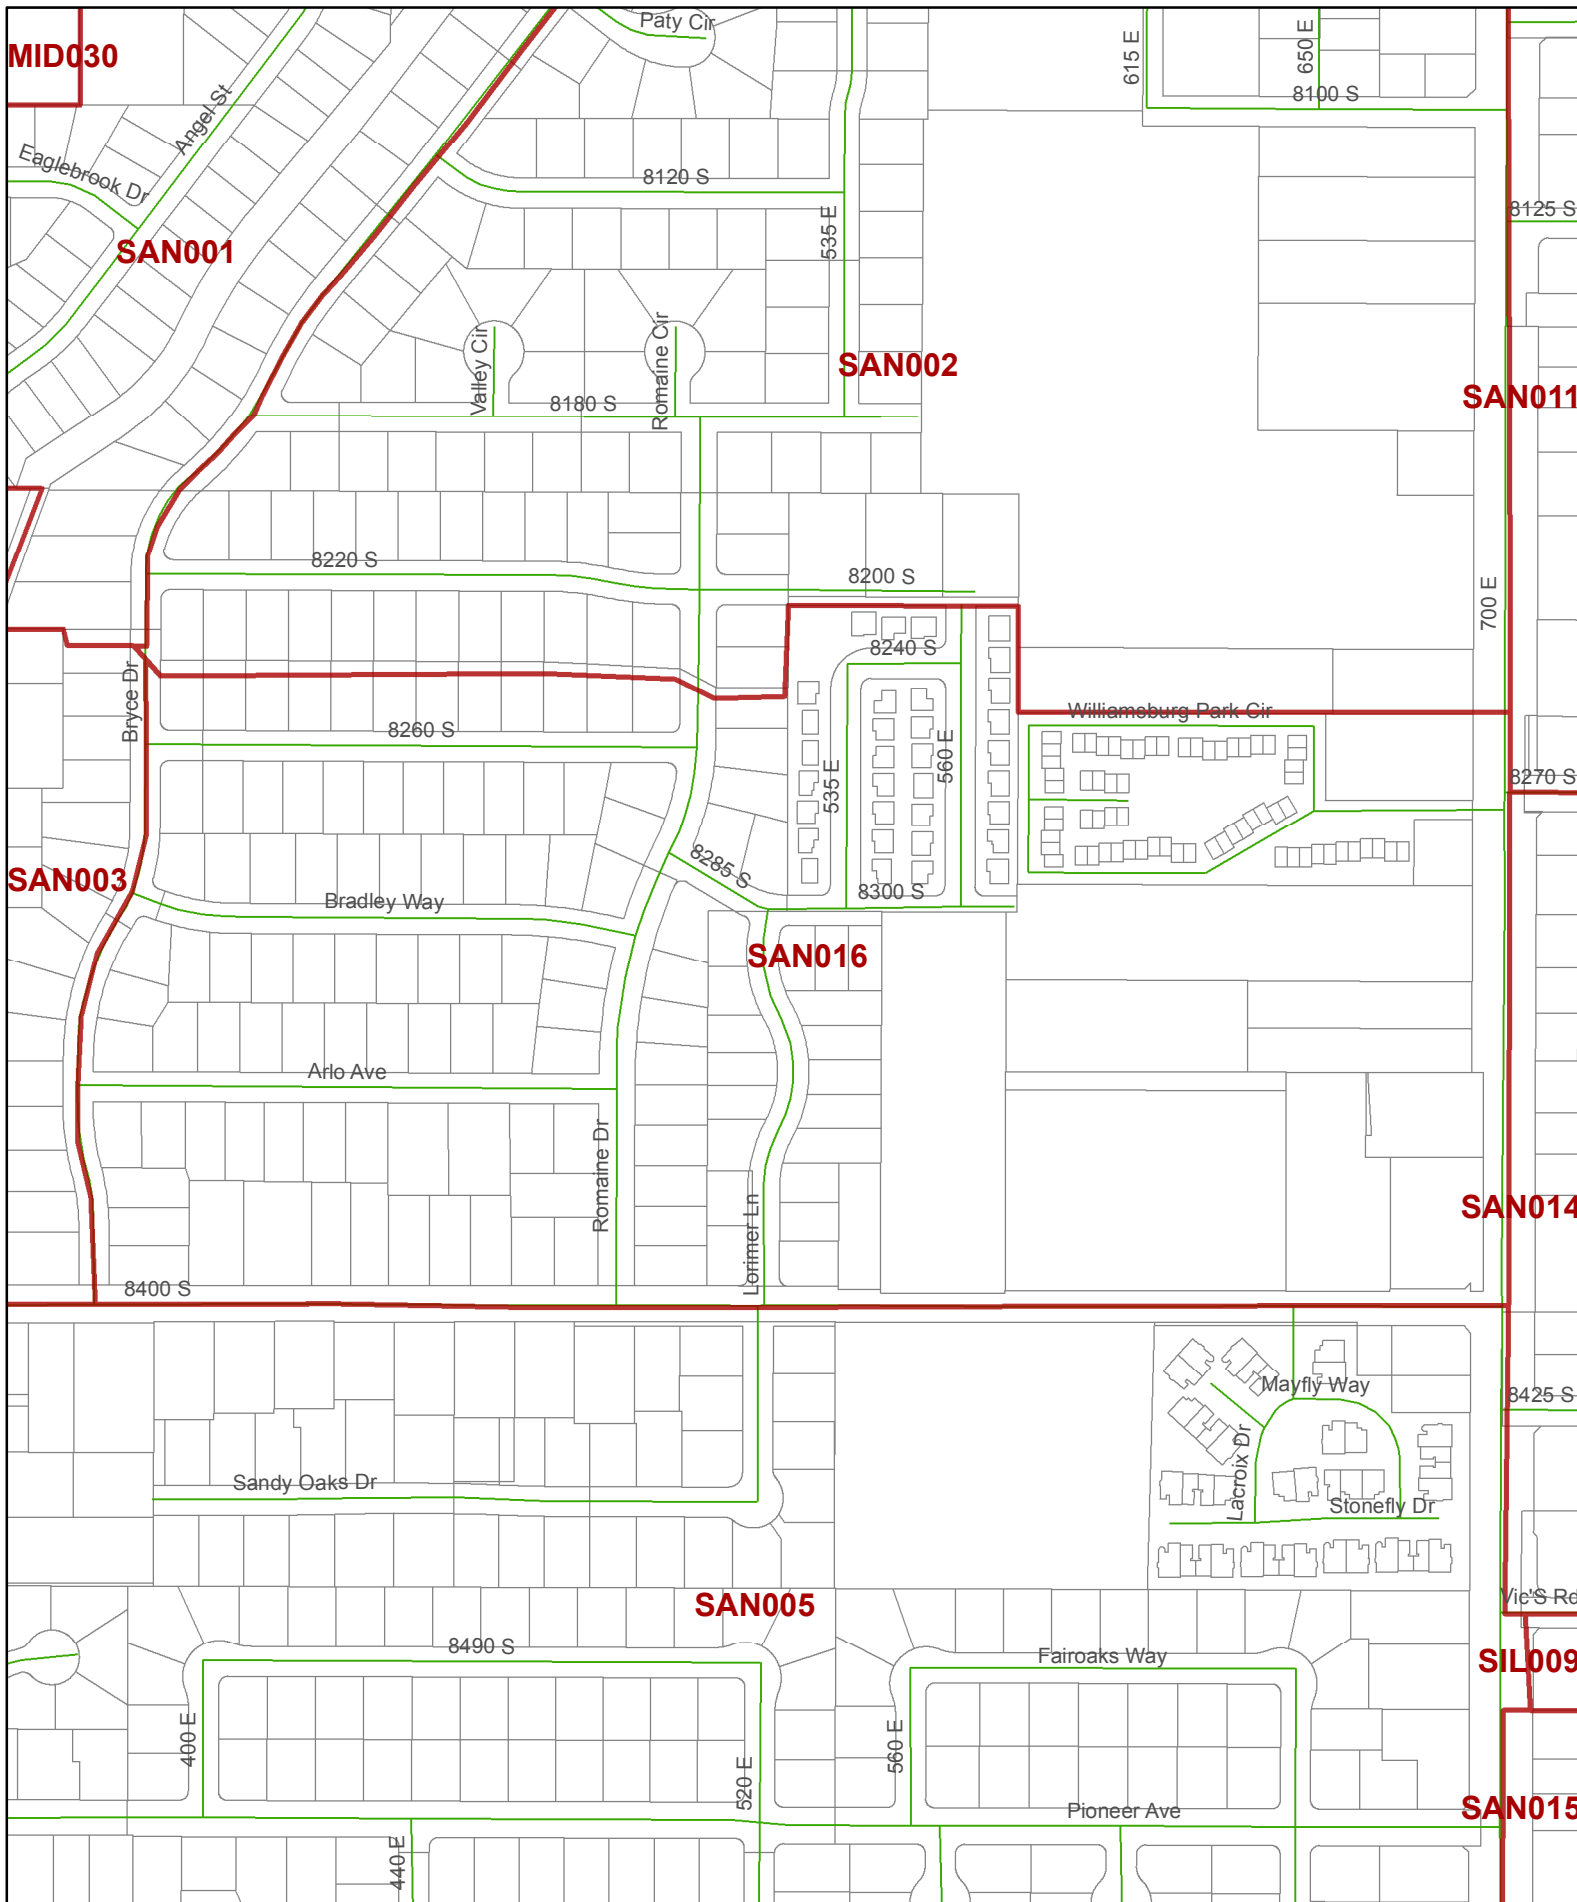 Paty Cir
MID030
615 E
650 E
8100 S
Angel St
Eaglebrook Dr
8120 S
8125 S
535 E
SAN001
Valley Cir
Romaine Cir
SAN002
SAN011
8180 S
8220 S
8200 S
700 E
8240 S
Bryce Dr
8260 S
Williamsburg Park Cir
535 E
560 E
8270 S
8285 S
SAN003
8300 S
Bradley Way
SAN016
Arlo Ave
Romaine Dr
Lorimer Ln
SAN014
8400 S
Mayfly Way
8425 S
Lacroix Dr
Sandy Oaks Dr
Stonefly Dr
SAN005
Vic'S Rd
8490 S
Fairoaks Way
SIL009
400 E
520 E
560 E
Pioneer Ave
SAN015
440 E